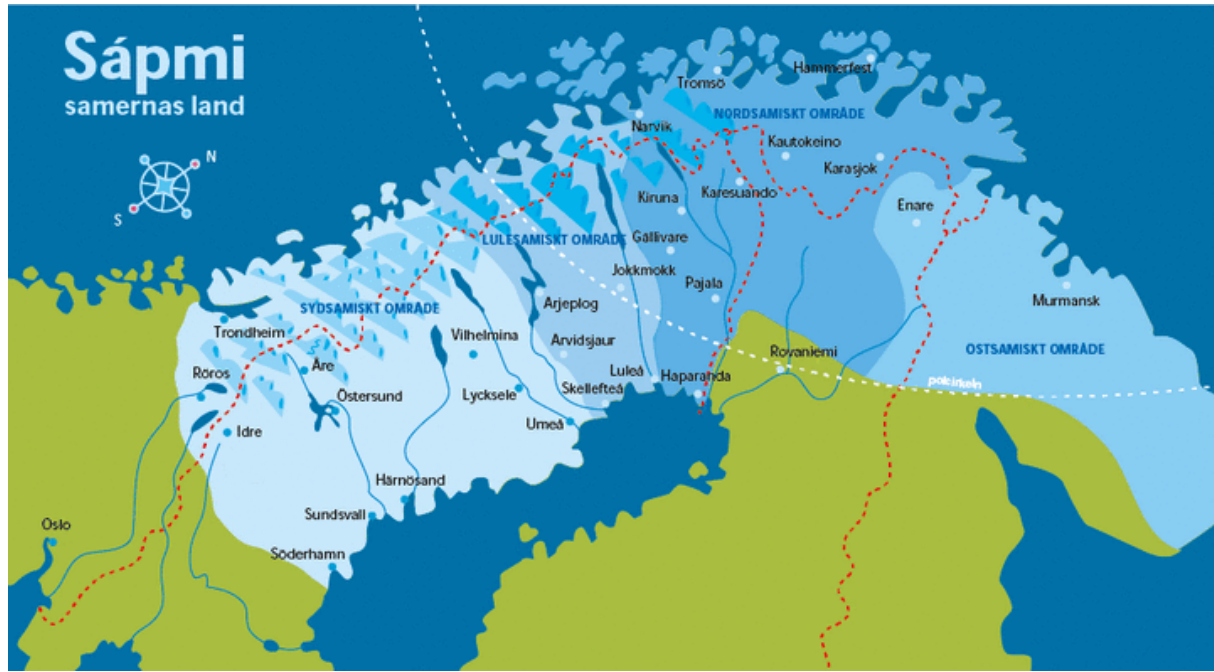 Sápmi
samernas land
N
S
Tromsö
Hammerfest
NORDSAMISKT OMRÅDE
Narvik
Kautokeino
Karasjok
Kiruna
Karesuando
Enare
LULESAMISKT OMRÅDE
Gällivare
Jokkmokk
Pajala
Murmansk
Arjeplog
SYDSAMISKT OMRÅDE
Trondheim
Vilhelmina
Arvidsjaur
Rovaniemi
OSTSAMISKT OMRÅDE
Åre
Röros
Luleå
Haparanda
polcirkeln
Östersund
Lycksele
Skellefteå
Umeå
Idre
Härnösand
Sundsvall
Oslo
Söderhamn